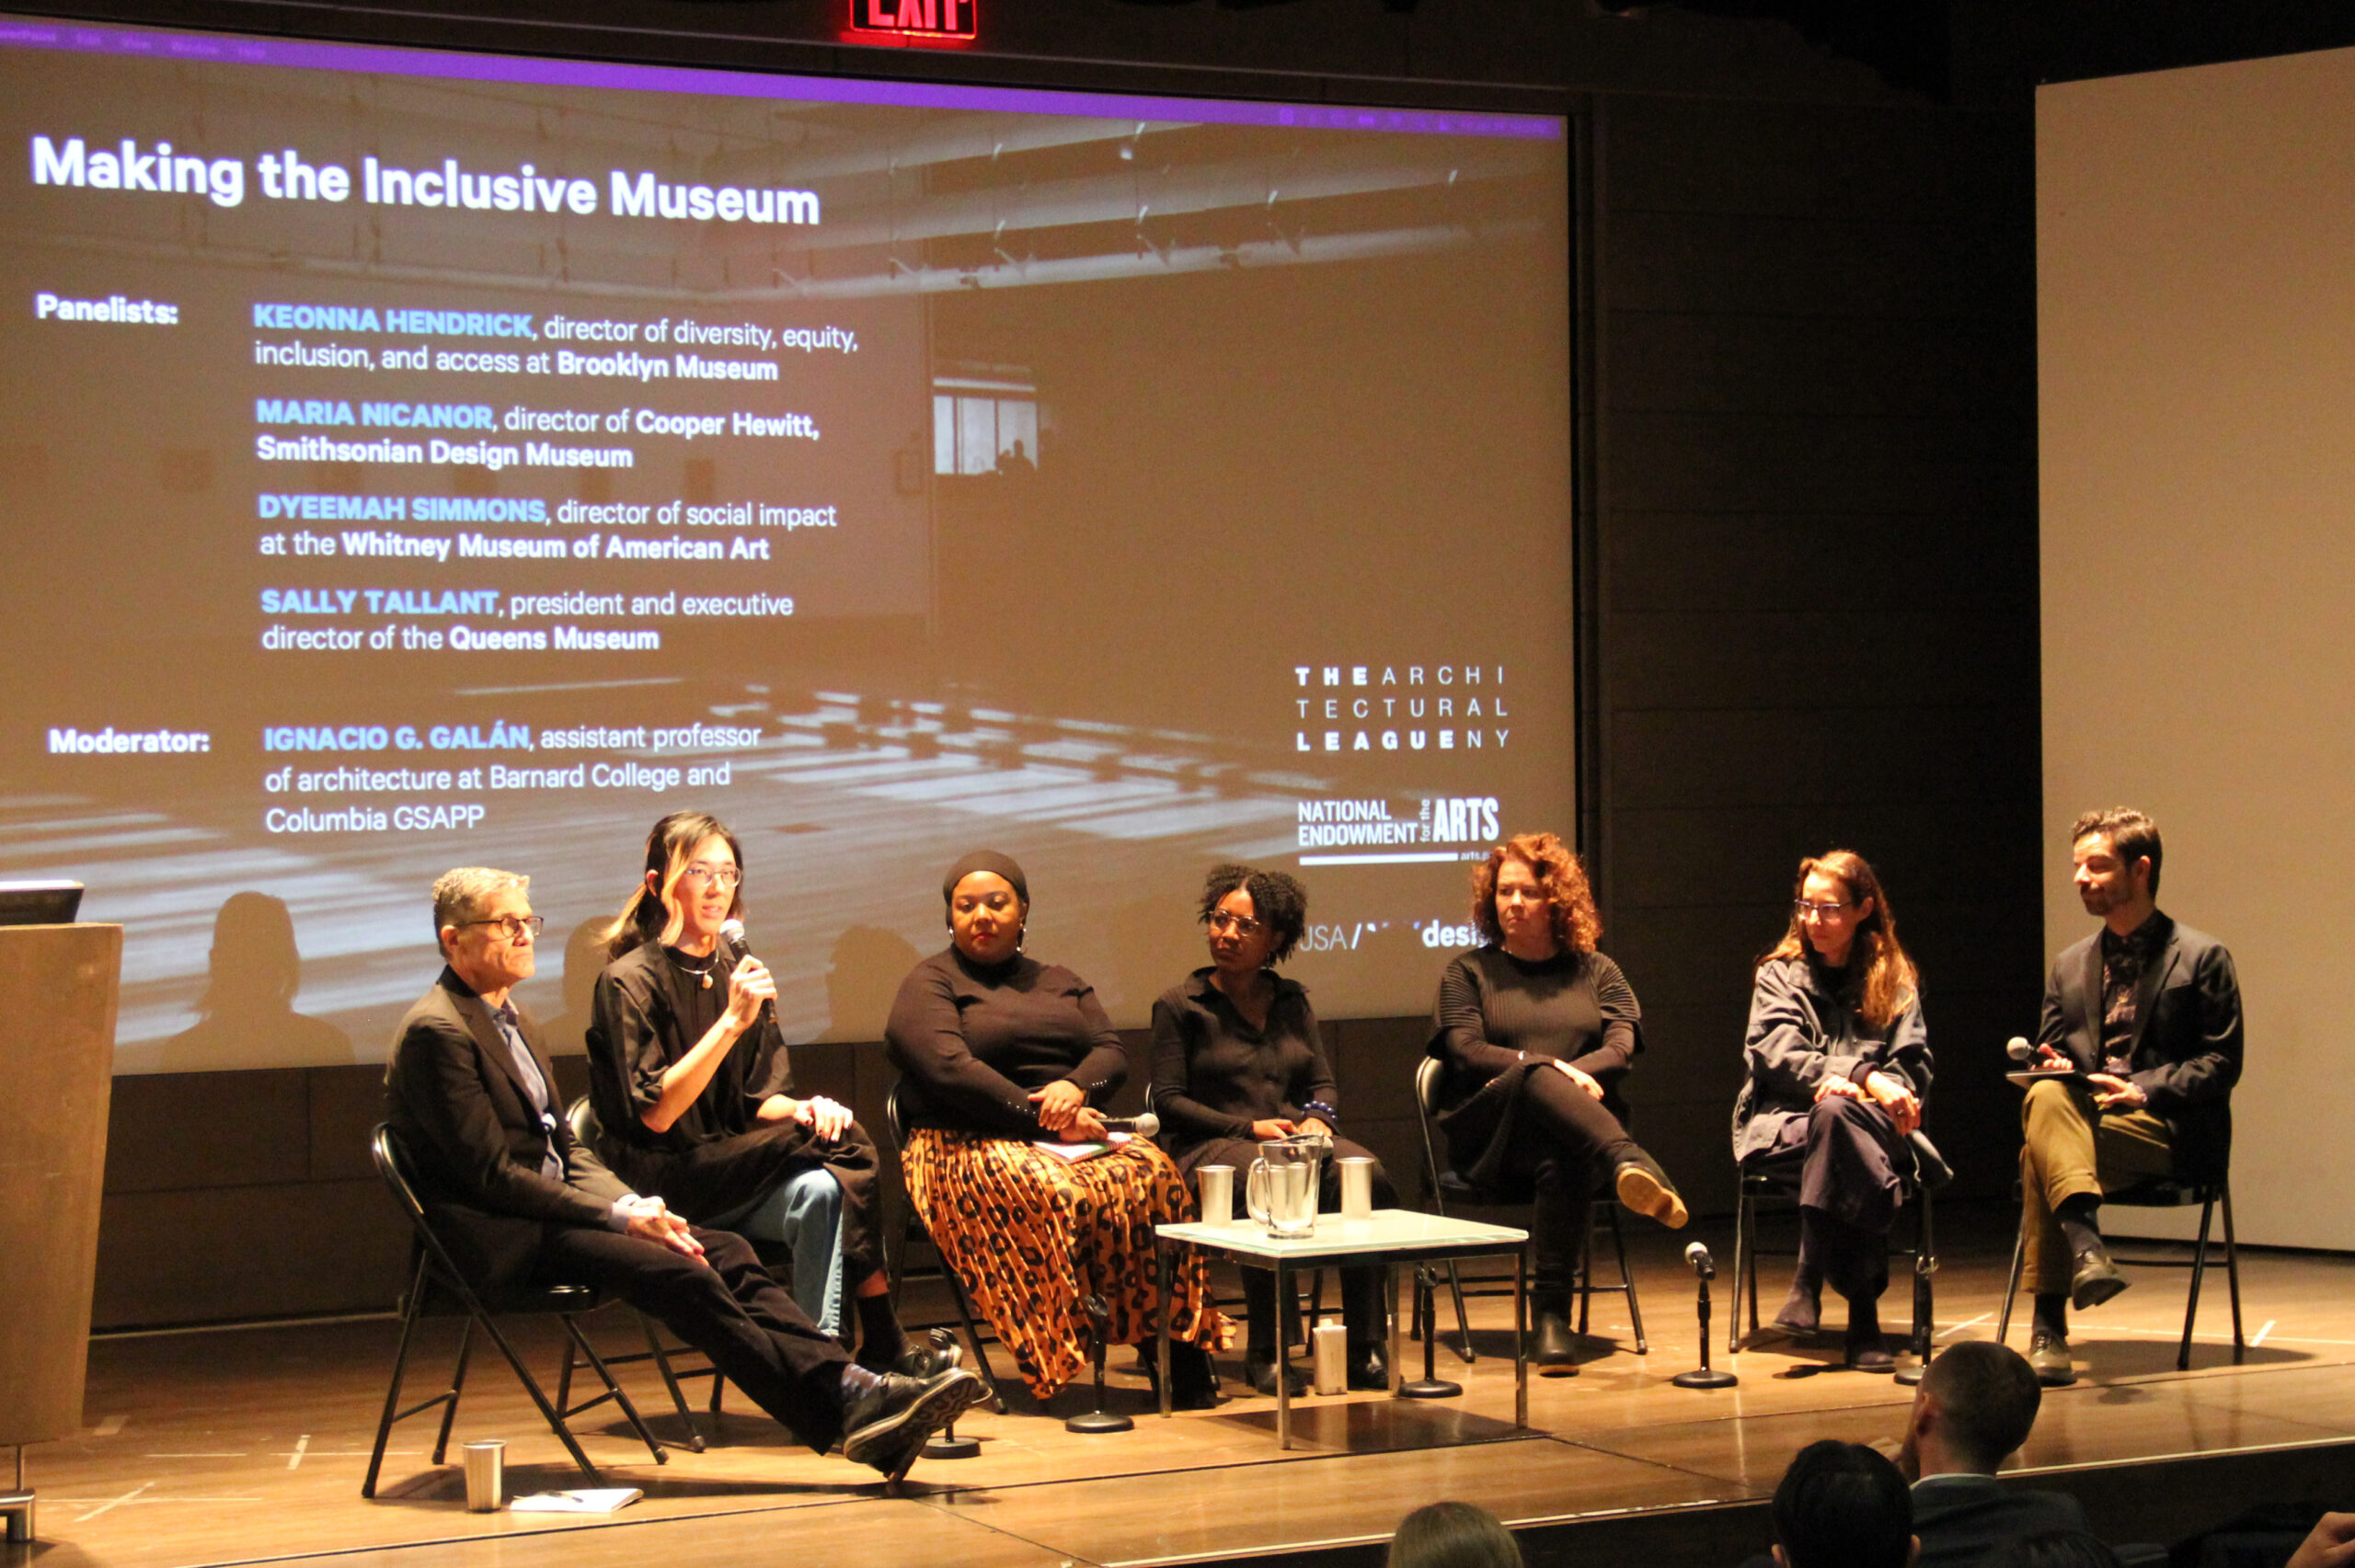 EXIT
Making the Inclusive Museum
Panelists:
KEONNA HENDRICK, director of diversity, equity,
inclusion, and access at Brooklyn Museum
MARIA NICANOR, director of Cooper Hewitt,
Smithsonian Design Museum
DYEEMAH SIMMONS, director of social impact
at the Whitney Museum of American Art
SALLY TALLANT, president and executive
director of the Queens Museum
Moderator:
IGNACIO G. GALÁN, assistant professor
of architecture at Barnard College and
Columbia GSAPP
THE ARCHI
TECTURAL
LEAGUE NY
NATIONAL
ENDOWMENT
for the
ARTS